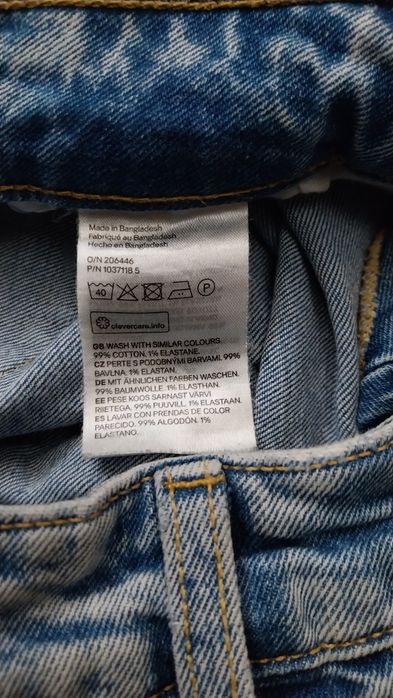 Made in Bangladesh
Fabriqué au Bangladesh
Hecho en Bangladesh
O/N 206446
P/N 1037118 5
40 P
clevercare.info
GB WASH WITH SIMILAR COLOURS.
99% COTTON. 1% ELASTANE.
CZ PERTE S PODOBNÝMI BARVAMI. 99%
BAVLNA. 1% ELASTAN.
DE MIT ÄHNLICHEN FARBEN WASCHEN.
99% BAUMWOLLE. 1% ELASTHAN.
EE PESE KOOS SARNAST VÄRVI
RIIETEGA. 99% PUUVILL. 1% ELASTAAN.
ES LAVAR CON PRENDAS DE COLOR
PARECIDO. 99% ALGODÓN. 1%
ELASTANO.